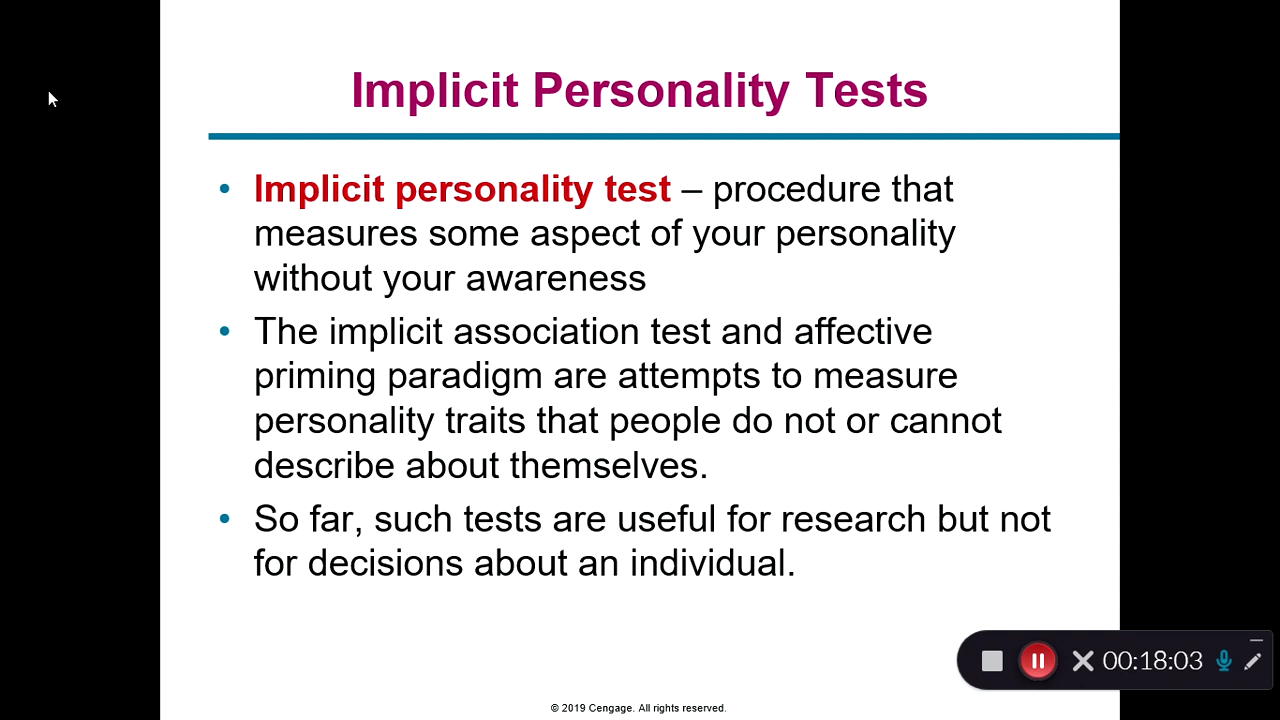 Implicit Personality Tests
• Implicit personality test – procedure that
measures some aspect of your personality
without your awareness
• The implicit association test and affective
priming paradigm are attempts to measure
personality traits that people do not or cannot
describe about themselves.
• So far, such tests are useful for research but not
for decisions about an individual.
00:18:03
© 2019 Cengage. All rights reserved.